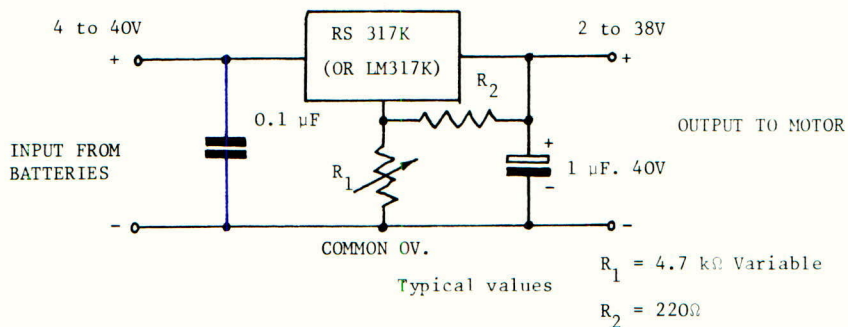 4 to 40V
RS 317K
(OR LM317K)
2 to 38V
+
+
R2
0.1 µF
OUTPUT TO MOTOR
INPUT FROM
BATTERIES
R1
+
1 µF. 40V
-
-
-
COMMON OV.
Typical values
R1 = 4.7 kΩ Variable
R2 = 220Ω